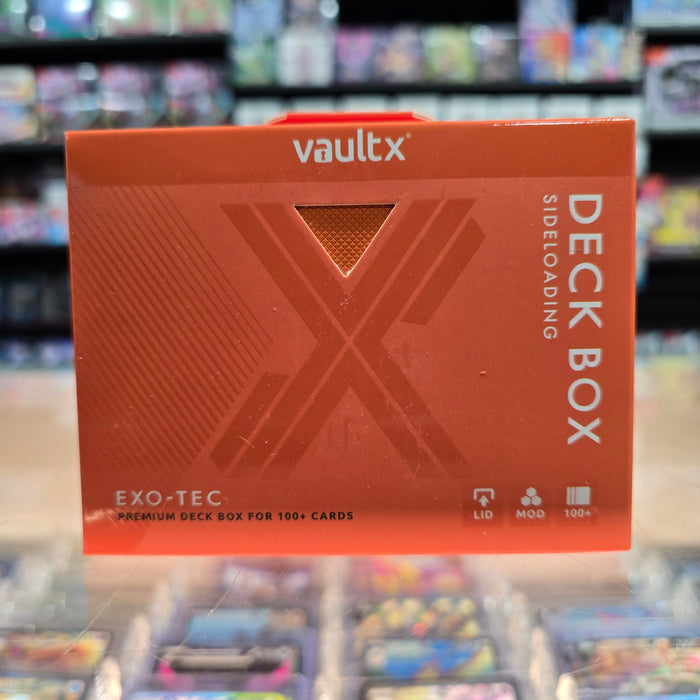 vaultx®
DECK BOX
SIDELOADING
EXO-TEC
PREMIUM DECK BOX FOR 100+ CARDS
LID
MOD
100+